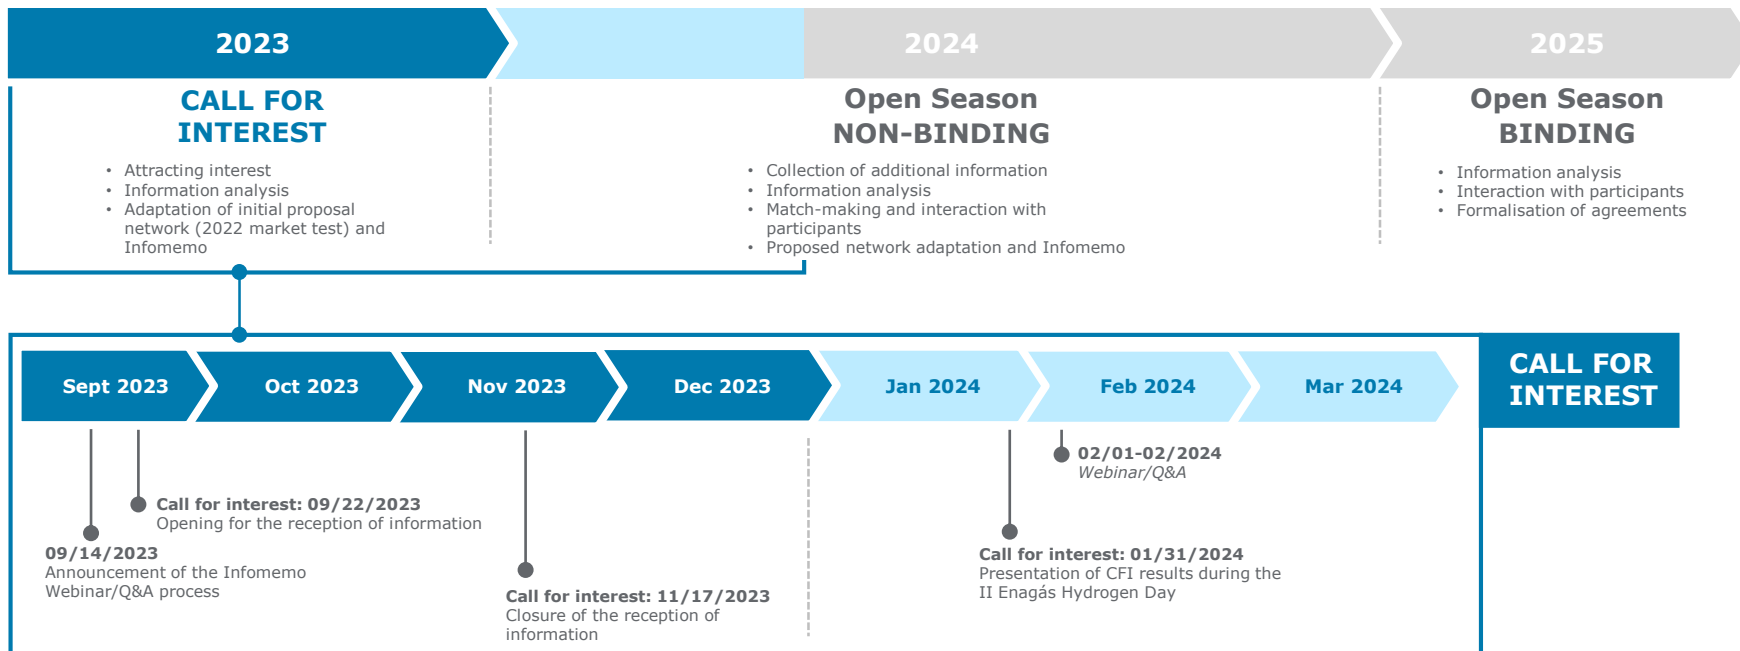 2023
2024
2025
CALL FOR
INTEREST
• Attracting interest
• Information analysis
• Adaptation of initial proposal
network (2022 market test) and
Infomemo
Open Season
NON-BINDING
• Collection of additional information
• Information analysis
• Match-making and interaction with
participants
• Proposed network adaptation and Infomemo
Open Season
BINDING
• Information analysis
• Interaction with participants
• Formalisation of agreements
CALL FOR
INTEREST
Sept 2023
Oct 2023
Nov 2023
Dec 2023
Jan 2024
Feb 2024
Mar 2024
09/14/2023
Announcement of the Infomemo
Webinar/Q&A process
Call for interest: 09/22/2023
Opening for the reception of information
Call for interest: 11/17/2023
Closure of the reception of
information
Call for interest: 01/31/2024
Presentation of CFI results during the
II Enagás Hydrogen Day
02/01-02/2024
Webinar/Q&A